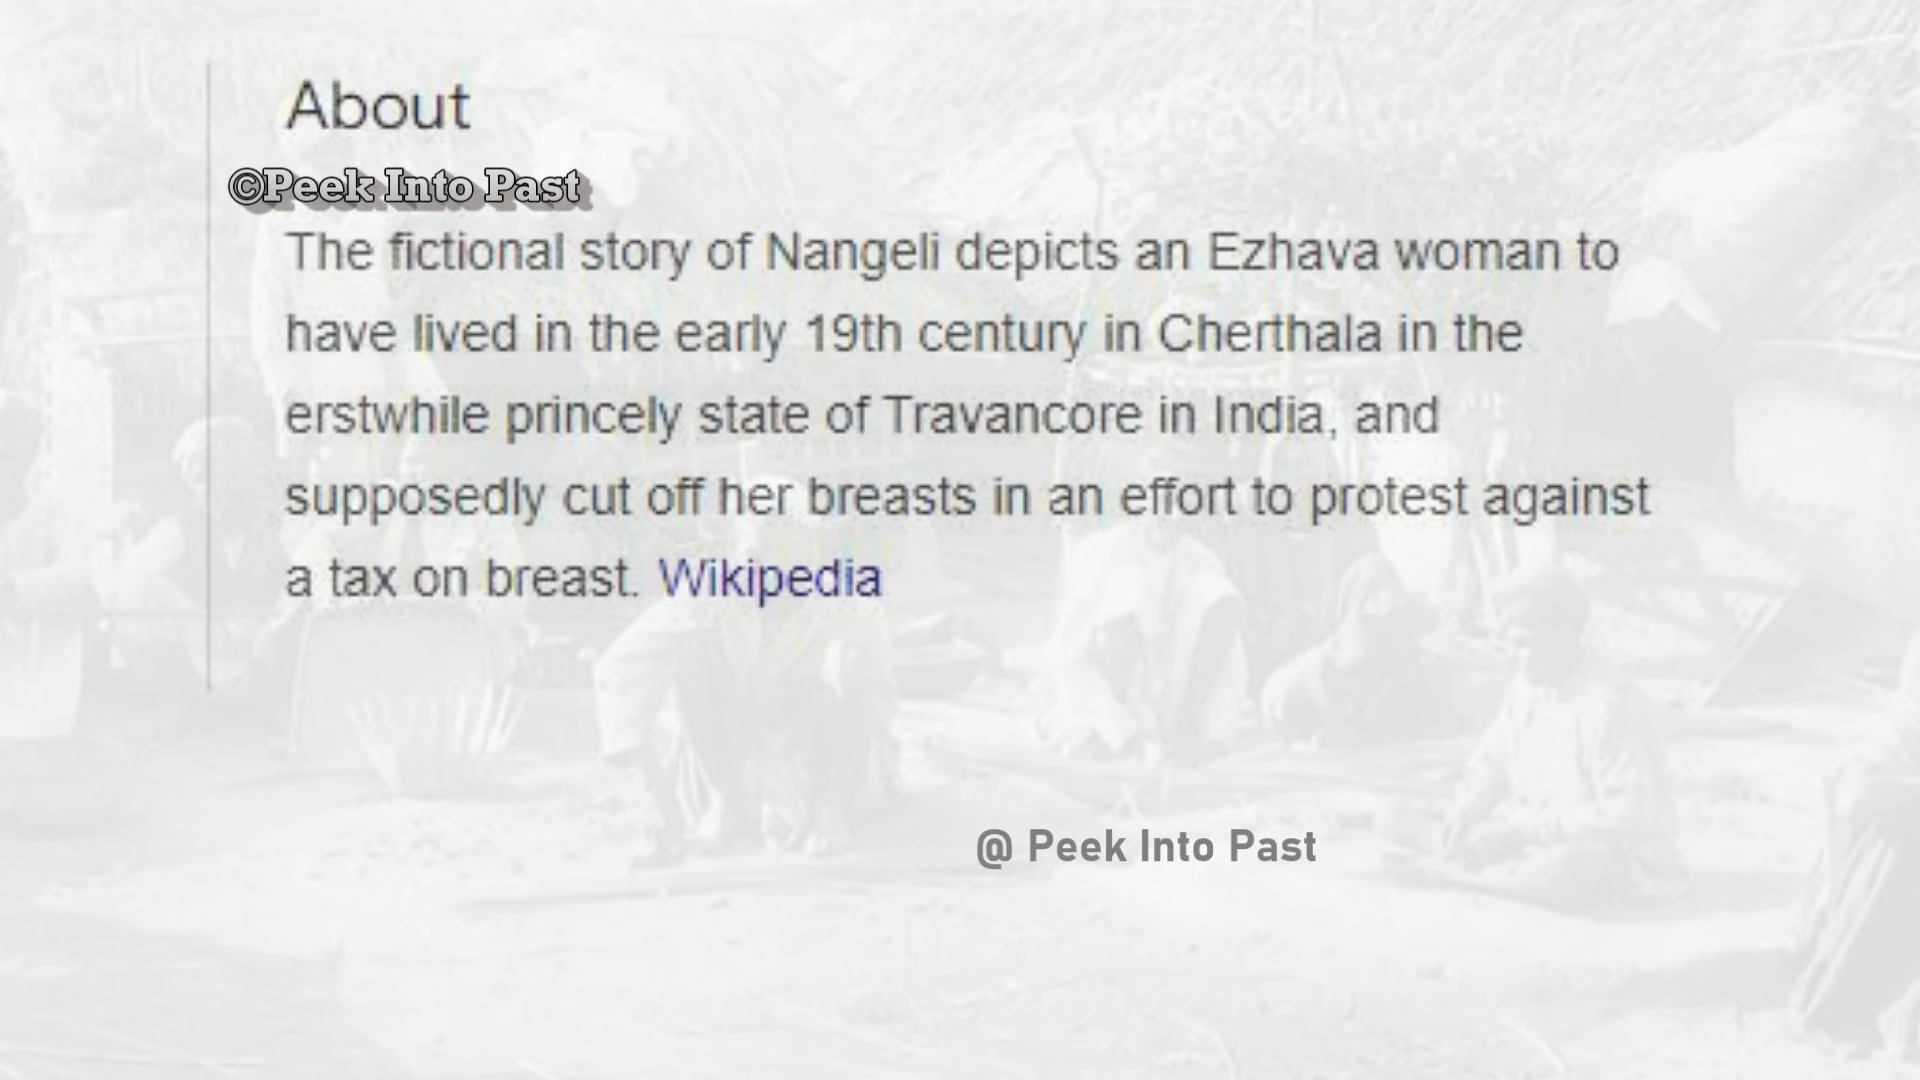 About
©Peek Into Past
The fictional story of Nangeli depicts an Ezhava woman to
have lived in the early 19th century in Cherthala in the
erstwhile princely state of Travancore in India, and
supposedly cut off her breasts in an effort to protest against
a tax on breast. Wikipedia
@ Peek Into Past